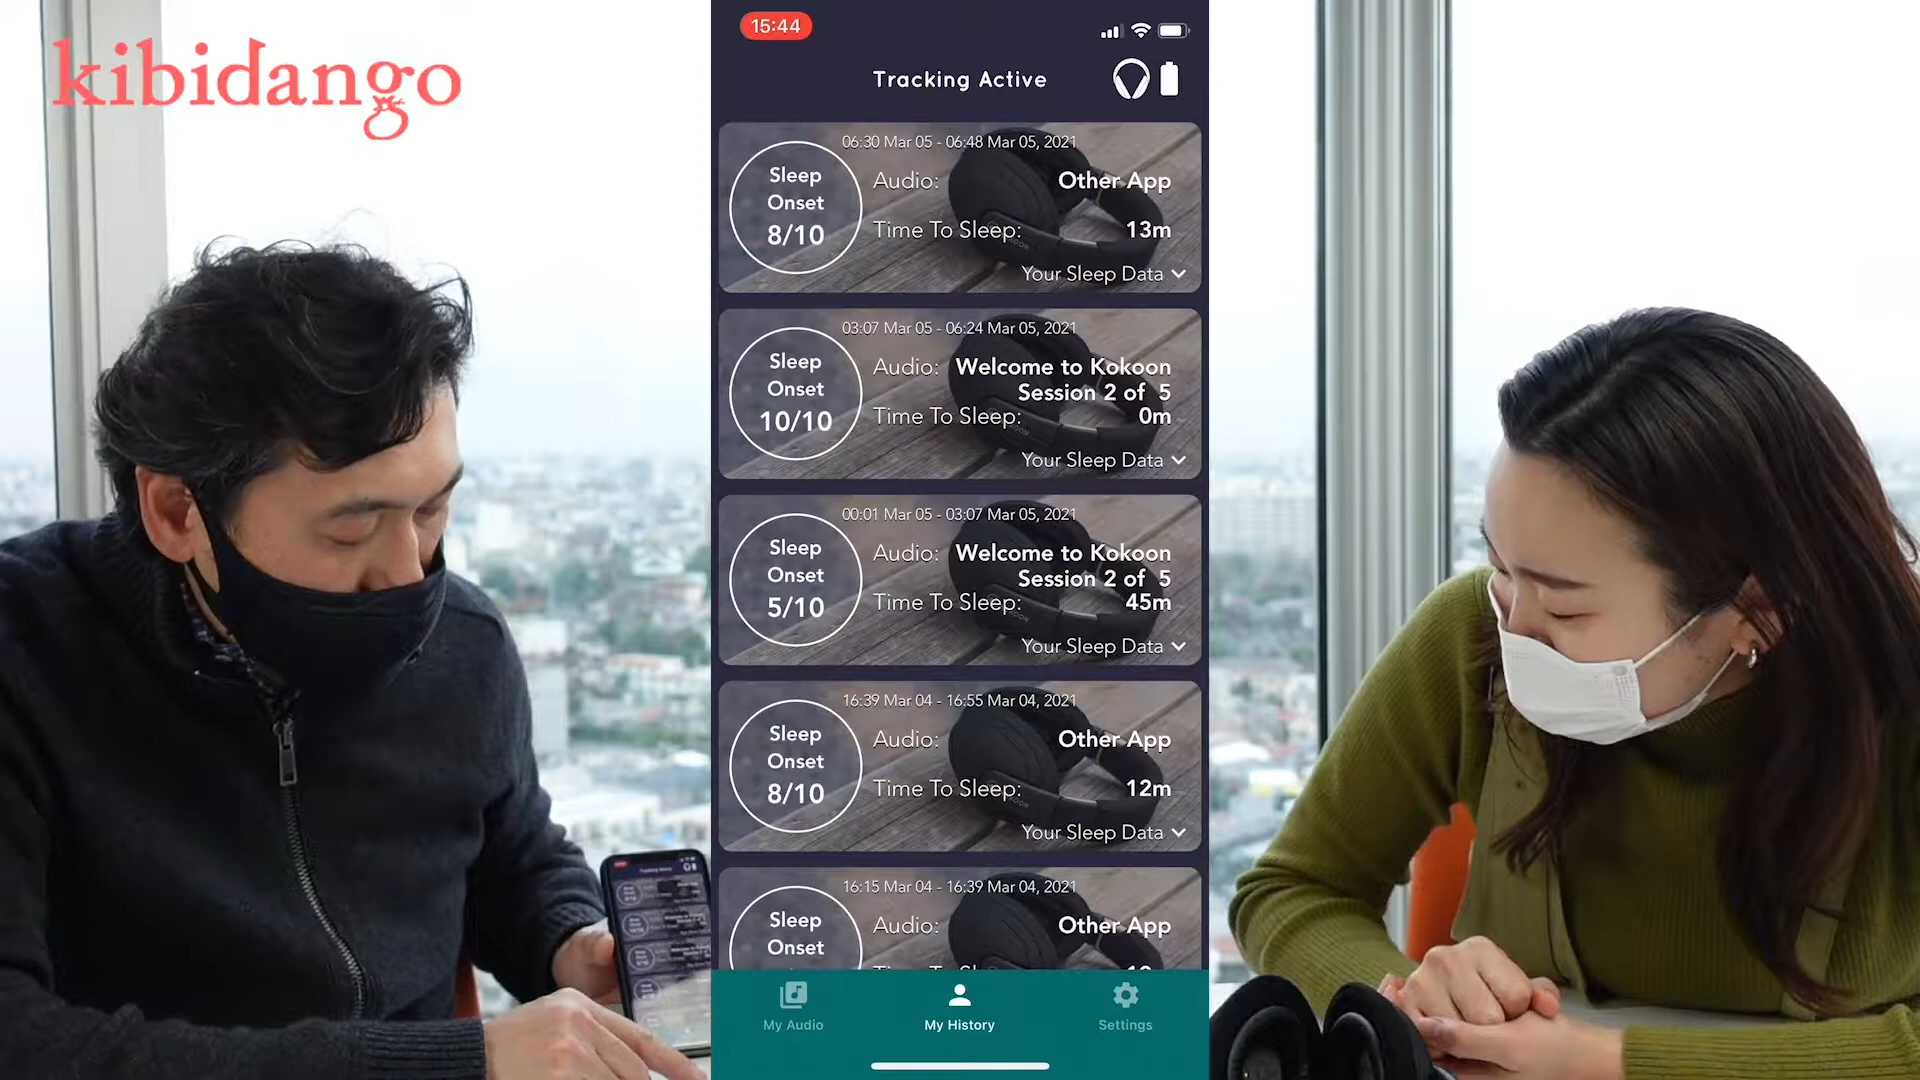 kibidango
15:44
Tracking Active
06:30 Mar 05 - 06:48 Mar 05, 2021
Sleep
Onset
8/10
Audio: Other App
Time To Sleep: 13m
Your Sleep Data
03:07 Mar 05 - 06:24 Mar 05, 2021
Sleep
Onset
10/10
Audio: Welcome to Kokoon
Session 2 of 5
Time To Sleep: 0m
Your Sleep Data
00:01 Mar 05 - 03:07 Mar 05, 2021
Sleep
Onset
5/10
Audio: Welcome to Kokoon
Session 2 of 5
Time To Sleep: 45m
Your Sleep Data
16:39 Mar 04 - 16:55 Mar 04, 2021
Sleep
Onset
8/10
Audio: Other App
Time To Sleep: 12m
Your Sleep Data
16:15 Mar 04 - 16:39 Mar 04, 2021
Sleep
Onset
Audio: Other App
My Audio
My History
Settings